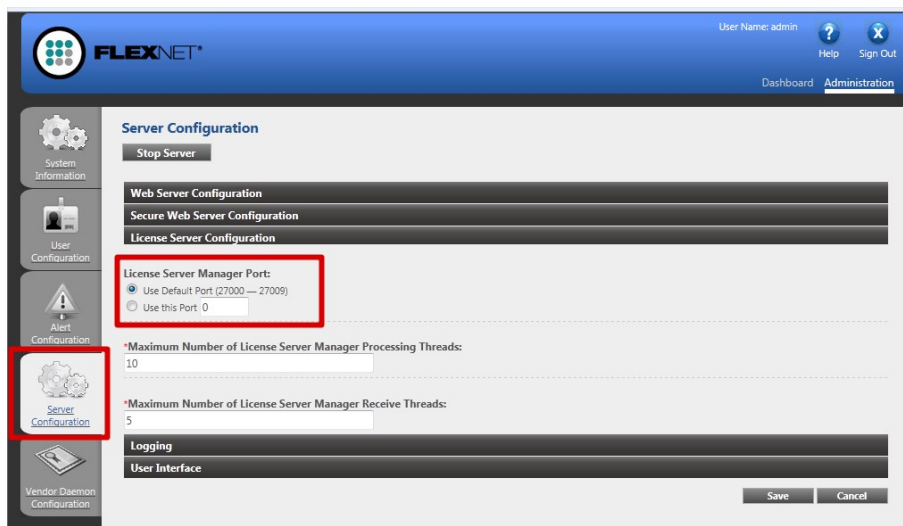 User Name: admin
FLEXNET
?
X
Help
Sign Out
Dashboard
Administration
System
Information
User
Configuration
Alert
Configuration
Server
Configuration
Vendor Daemon
Configuration
Server Configuration
Stop Server
Web Server Configuration
Secure Web Server Configuration
License Server Configuration
License Server Manager Port:
Use Default Port (27000 — 27009)
Use this Port 0
*Maximum Number of License Server Manager Processing Threads:
10
*Maximum Number of License Server Manager Receive Threads:
5
Logging
User Interface
Save
Cancel